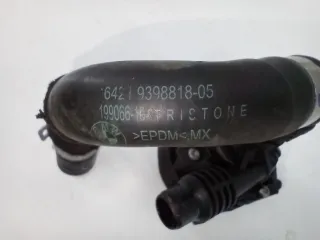 6421 9398818-05
199066- TRISTONE
>EPDM< MX